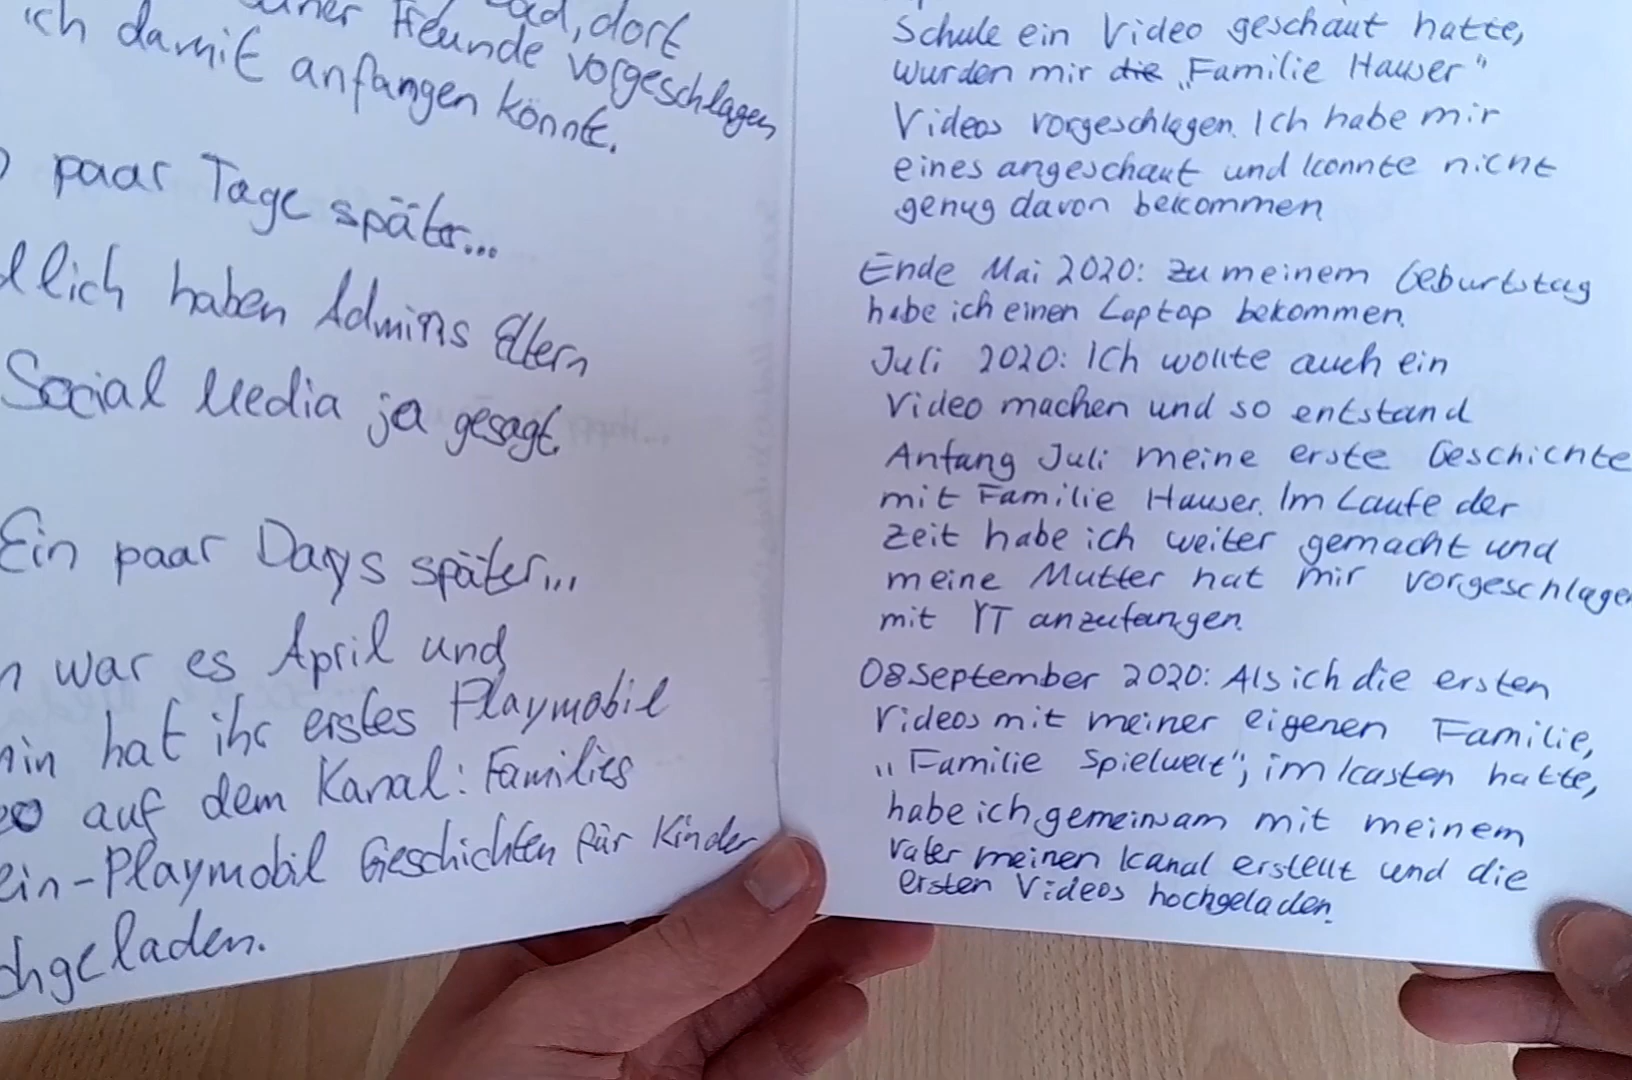 dort
ich damit Freunde vorgeschlagen
anfangen könnte.
paar Tage später...
haben Admins Eltern
Social Media ja gesagt.
Ein paar Days später...
war es April und
hat ihr erstes Playmobil
auf dem Kanal: Families
ein-Playmobil Geschichten für Kinder
chgeladen.
Schule ein Video geschaut hatte,
wurden mir die „Familie Hauser"
Videos vorgeschlagen. Ich habe mir
eines angeschaut und konnte nicht
genug davon bekommen
Ende Mai 2020: Zu meinem Geburtstag
habe ich einen Laptop bekommen.
Juli 2020: Ich wollte auch ein
Video machen und so entstand
Anfang Juli meine erste Geschichte
mit Familie Hauser. Im Laufe der
Zeit habe ich weiter gemacht und
meine Mutter hat mir vorgeschlagen
mit YT anzufangen.
08.September 2020: Als ich die ersten
Videos mit meiner eigenen Familie,
„Familie Spielwelt", im Kasten hatte,
habe ich gemeinsam mit meinem
Vater meinen Kanal erstellt und die
ersten Videos hochgeladen.